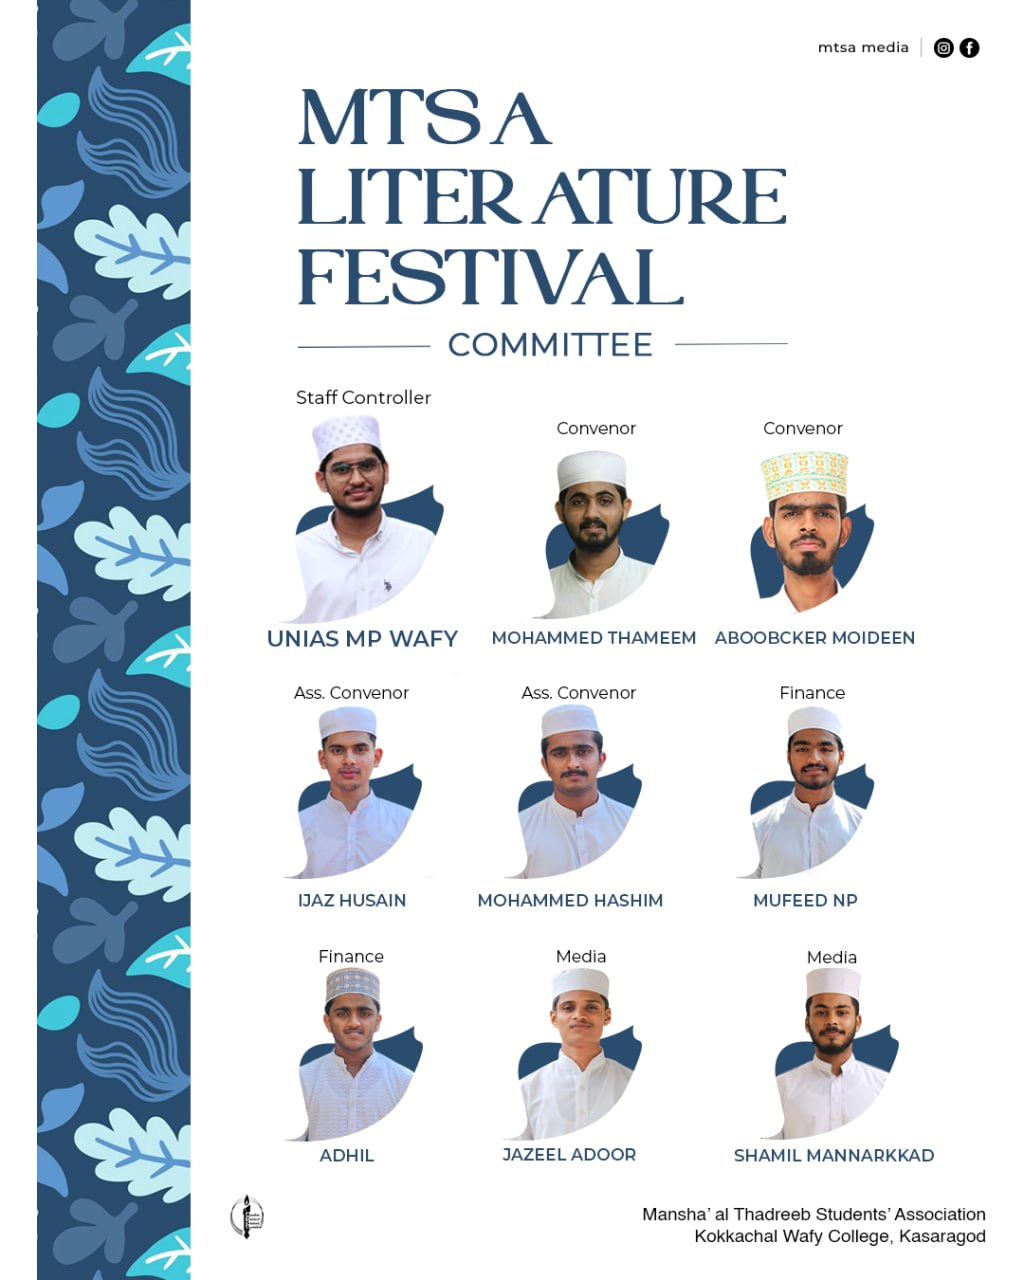 mtsa media
MTSA
LITERATURE
FESTIVAL
COMMITTEE
Staff Controller
UNIAS MP WAFY
Convenor
MOHAMMED THAMEEM
Convenor
ABOOBCKER MOIDEEN
Ass. Convenor
IJAZ HUSAIN
Ass. Convenor
MOHAMMED HASHIM
Finance
MUFEED NP
Finance
ADHIL
Media
JAZEEL ADOOR
Media
SHAMIL MANNARKKAD
Mansha’ al Thadreeb Students’ Association
Kokkachal Wafy College, Kasaragod